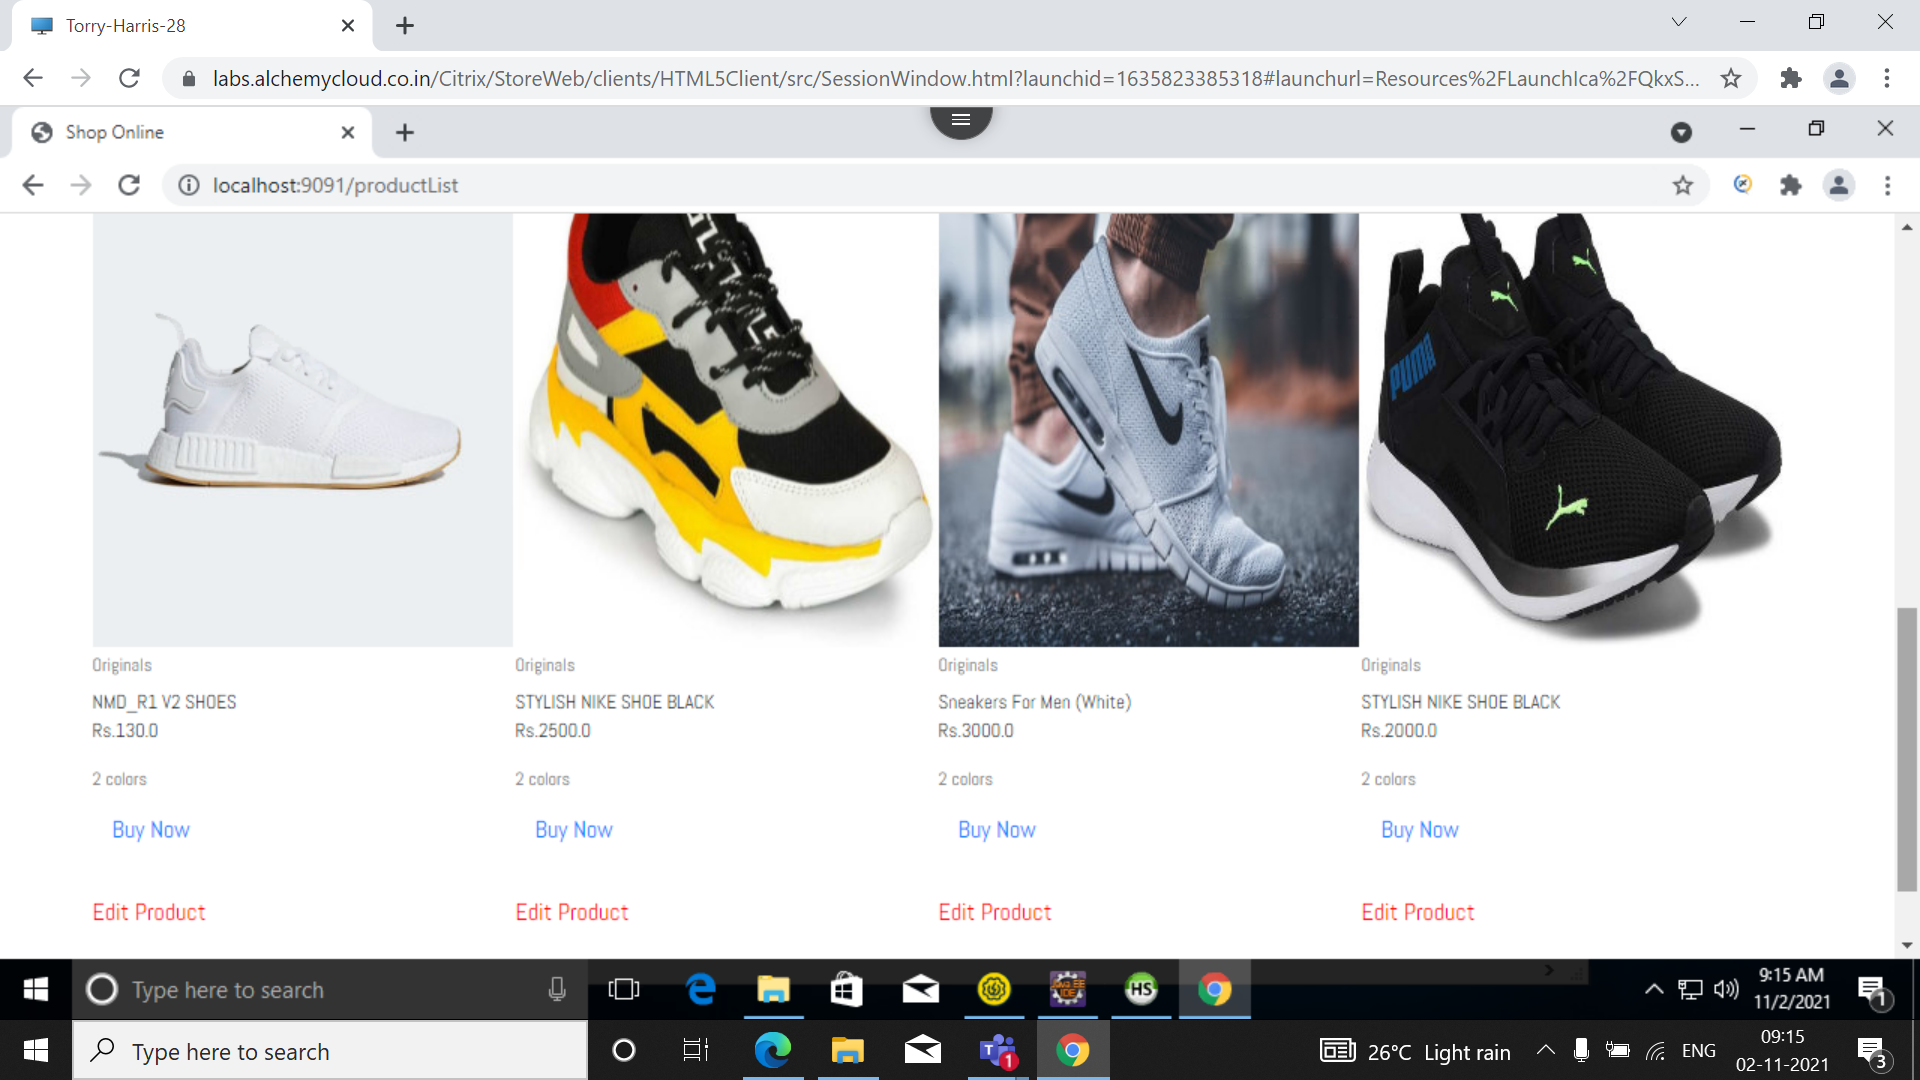 Torry-Harris-28
labs.alchemycloud.co.in/Citrix/StoreWeb/clients/HTML5Client/src/SessionWindow.html?launchid=1635823385318#launchurl=Resources%2FLaunchIca%2FQkxS...
Shop Online
localhost:9091/productList
PUMA
Originals
NMD_R1 V2 SHOES
Rs.130.0
2 colors
Buy Now
Edit Product
Originals
STYLISH NIKE SHOE BLACK
Rs.2500.0
2 colors
Buy Now
Edit Product
Originals
Sneakers For Men (White)
Rs.3000.0
2 colors
Buy Now
Edit Product
Originals
STYLISH NIKE SHOE BLACK
Rs.2000.0
2 colors
Buy Now
Edit Product
Type here to search
HS
9:15 AM
11/2/2021
1
Type here to search
T
1
26°C Light rain
ENG
09:15
02-11-2021
3